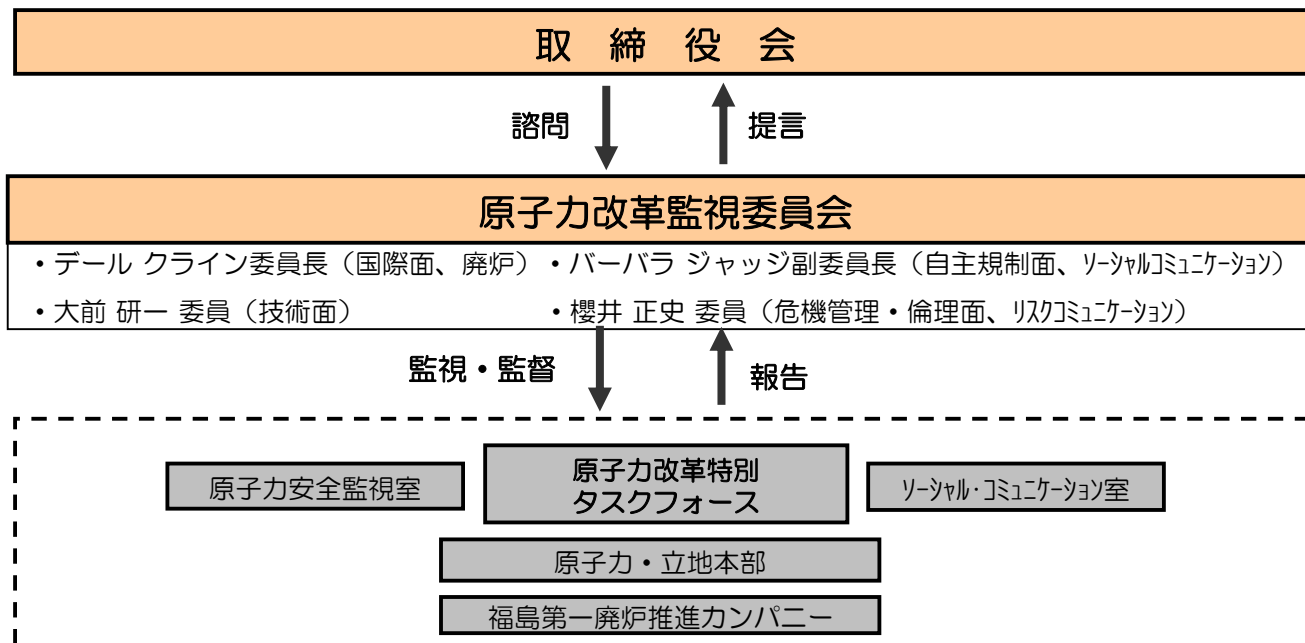 取 締 役 会
諮問 提言
原子力改革監視委員会
・デール クライン委員長（国際面、廃炉） ・バーバラ ジャッジ副委員長（自主規制面、ｿｰｼｬﾙｺﾐｭﾆｹｰｼｮﾝ）
・大前 研一 委員（技術面） ・櫻井 正史 委員（危機管理・倫理面、ﾘｽｸｺﾐｭﾆｹｰｼｮﾝ）
監視・監督 報告
原子力安全監視室
原子力改革特別
タスクフォース
ｿｰｼｬﾙ・ｺﾐｭﾆｹｰｼｮﾝ室
原子力・立地本部
福島第一廃炉推進カンパニー